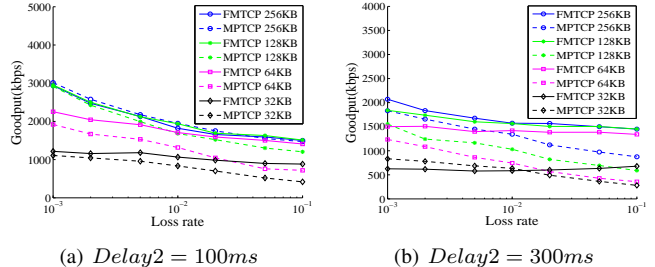 Goodput(kbps)
6000
5000
4000
3000
2000
1000
0
10⁻³
10⁻²
10⁻¹
Loss rate
FMTCP 256KB
MPTCP 256KB
FMTCP 128KB
MPTCP 128KB
FMTCP 64KB
MPTCP 64KB
FMTCP 32KB
MPTCP 32KB
(a) Delay2 = 100ms
Goodput(kbps)
4000
3500
3000
2500
2000
1500
1000
500
0
10⁻³
10⁻²
10⁻¹
Loss rate
FMTCP 256KB
MPTCP 256KB
FMTCP 128KB
MPTCP 128KB
FMTCP 64KB
MPTCP 64KB
FMTCP 32KB
MPTCP 32KB
(b) Delay2 = 300ms